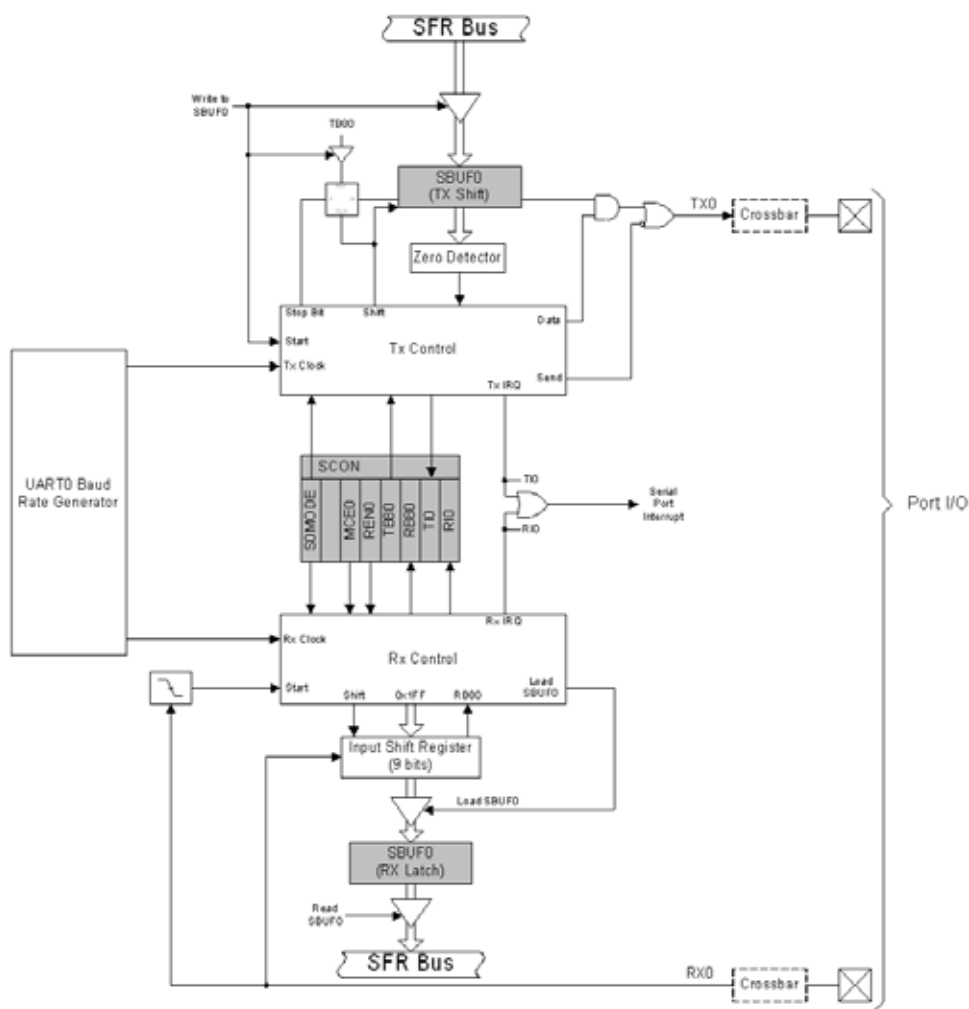 SFR Bus
Write to
SBUF0
TB80
SBUF0
(TX Shift)
TX0
Crossbar
Zero Detector
Stop Bit
Shift
Data
Start
Tx Control
Tx Clock
Send
Tx IRQ
UART0 Baud
Rate Generator
SCON
S0MODE
MCE0
REN0
TB80
RB80
TI0
RI0
TI0
Serial
Port
Interrupt
RI0
Port I/O
Rx IRQ
Rx Clock
Rx Control
Start
Load
SBUF0
Shift
0x1FF
RB80
Input Shift Register
(9 bits)
Load SBUF0
SBUF0
(RX Latch)
Read
SBUF0
SFR Bus
RX0
Crossbar